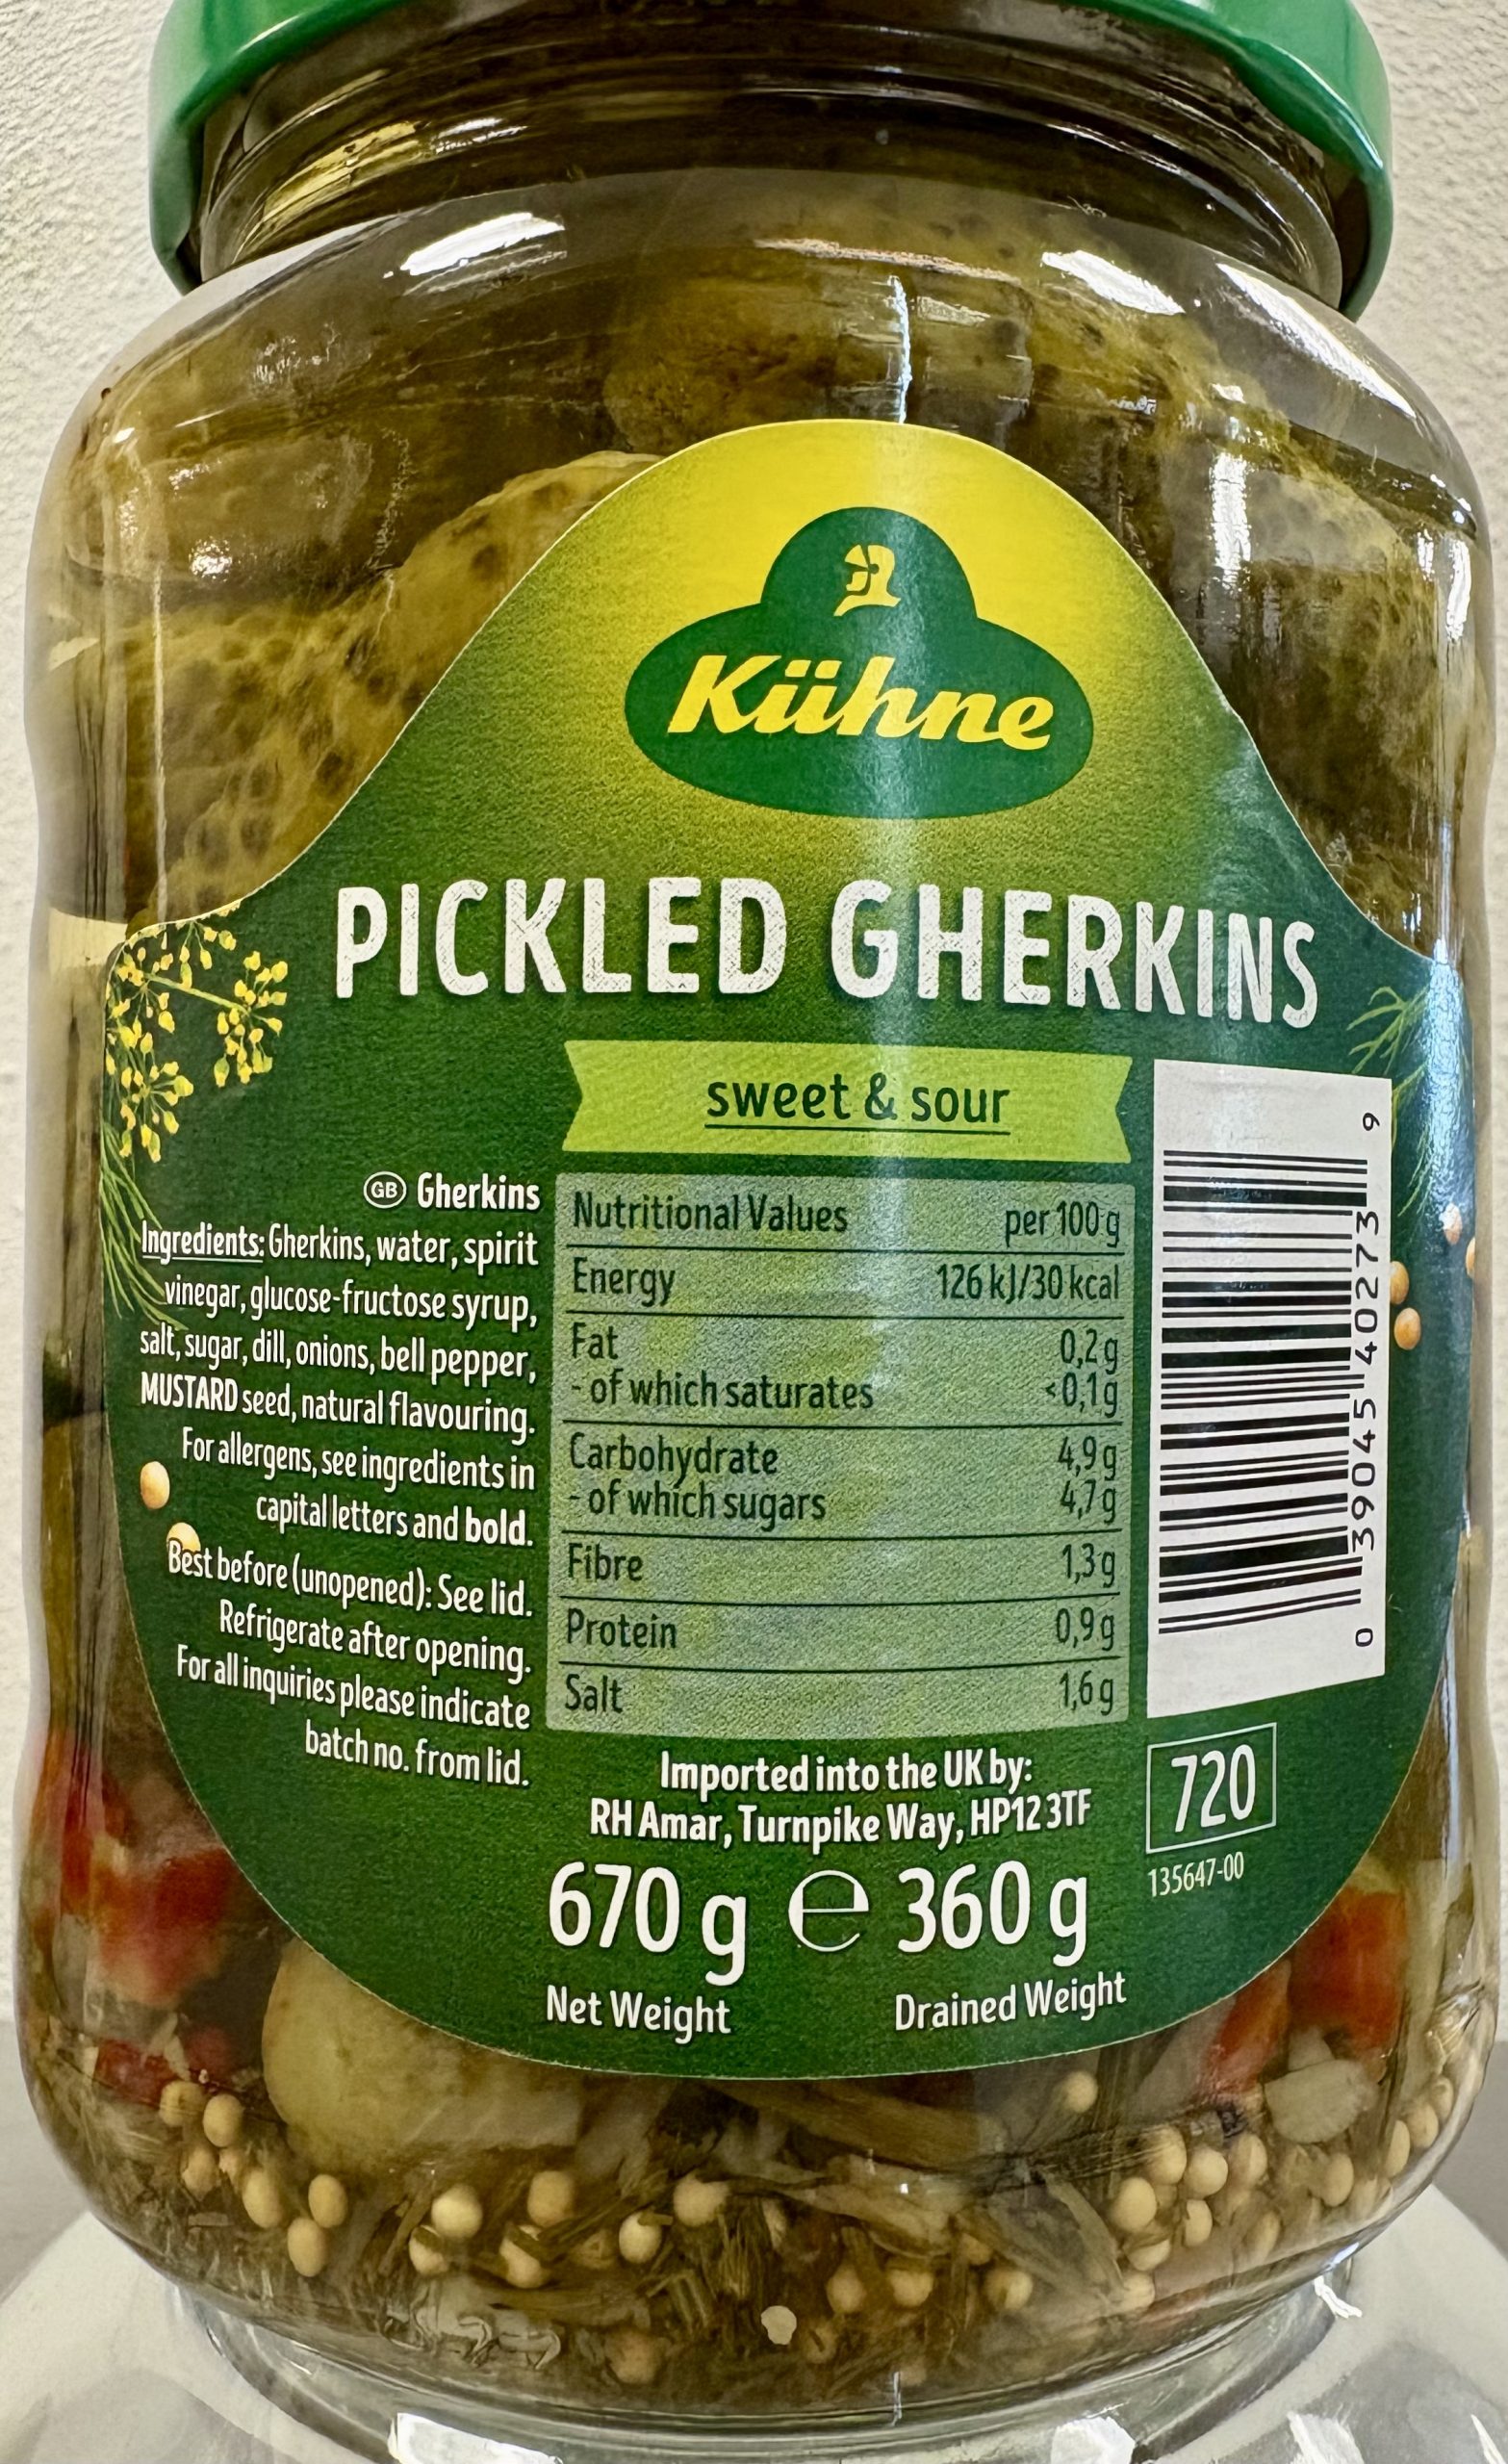 Kühne
PICKLED GHERKINS
sweet & sour
GB Gherkins
Ingredients: Gherkins, water, spirit
vinegar, glucose-fructose syrup,
salt, sugar, dill, onions, bell pepper,
MUSTARD seed, natural flavouring.
For allergens, see ingredients in
capital letters and bold.
Best before (unopened): See lid.
Refrigerate after opening.
For all inquiries please indicate
batch no. from lid.
Nutritional Values per 100 g
Energy 126 kJ/30 kcal
Fat 0,2 g
- of which saturates <0,1 g
Carbohydrate 4,9 g
- of which sugars 4,7 g
Fibre 1,3 g
Protein 0,9 g
Salt 1,6 g
0 39045 40273 9
Imported into the UK by:
RH Amar, Turnpike Way, HP12 3TF
720
135647-00
670 g e 360 g
Net Weight Drained Weight